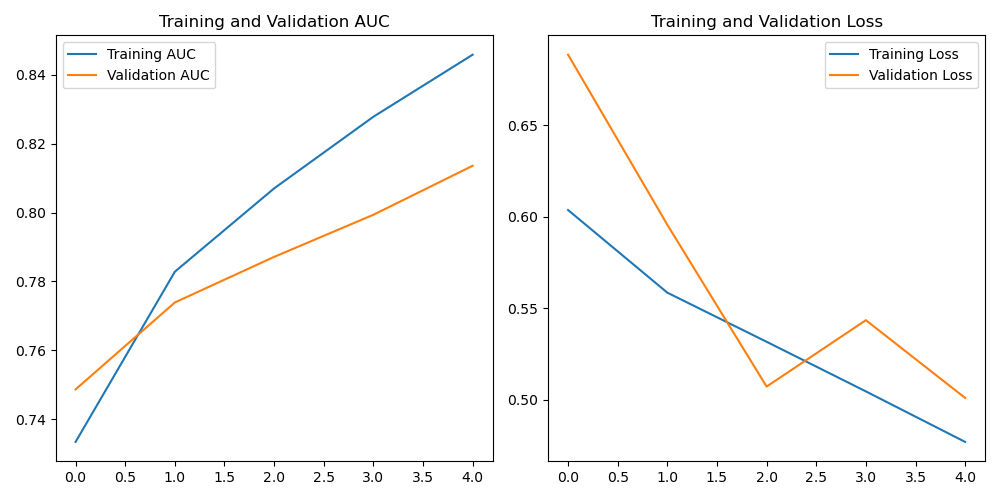 Training and Validation AUC
Training AUC
Validation AUC
0.84
0.82
0.80
0.78
0.76
0.74
0.0 0.5 1.0 1.5 2.0 2.5 3.0 3.5 4.0
Training and Validation Loss
Training Loss
Validation Loss
0.65
0.60
0.55
0.50
0.0 0.5 1.0 1.5 2.0 2.5 3.0 3.5 4.0